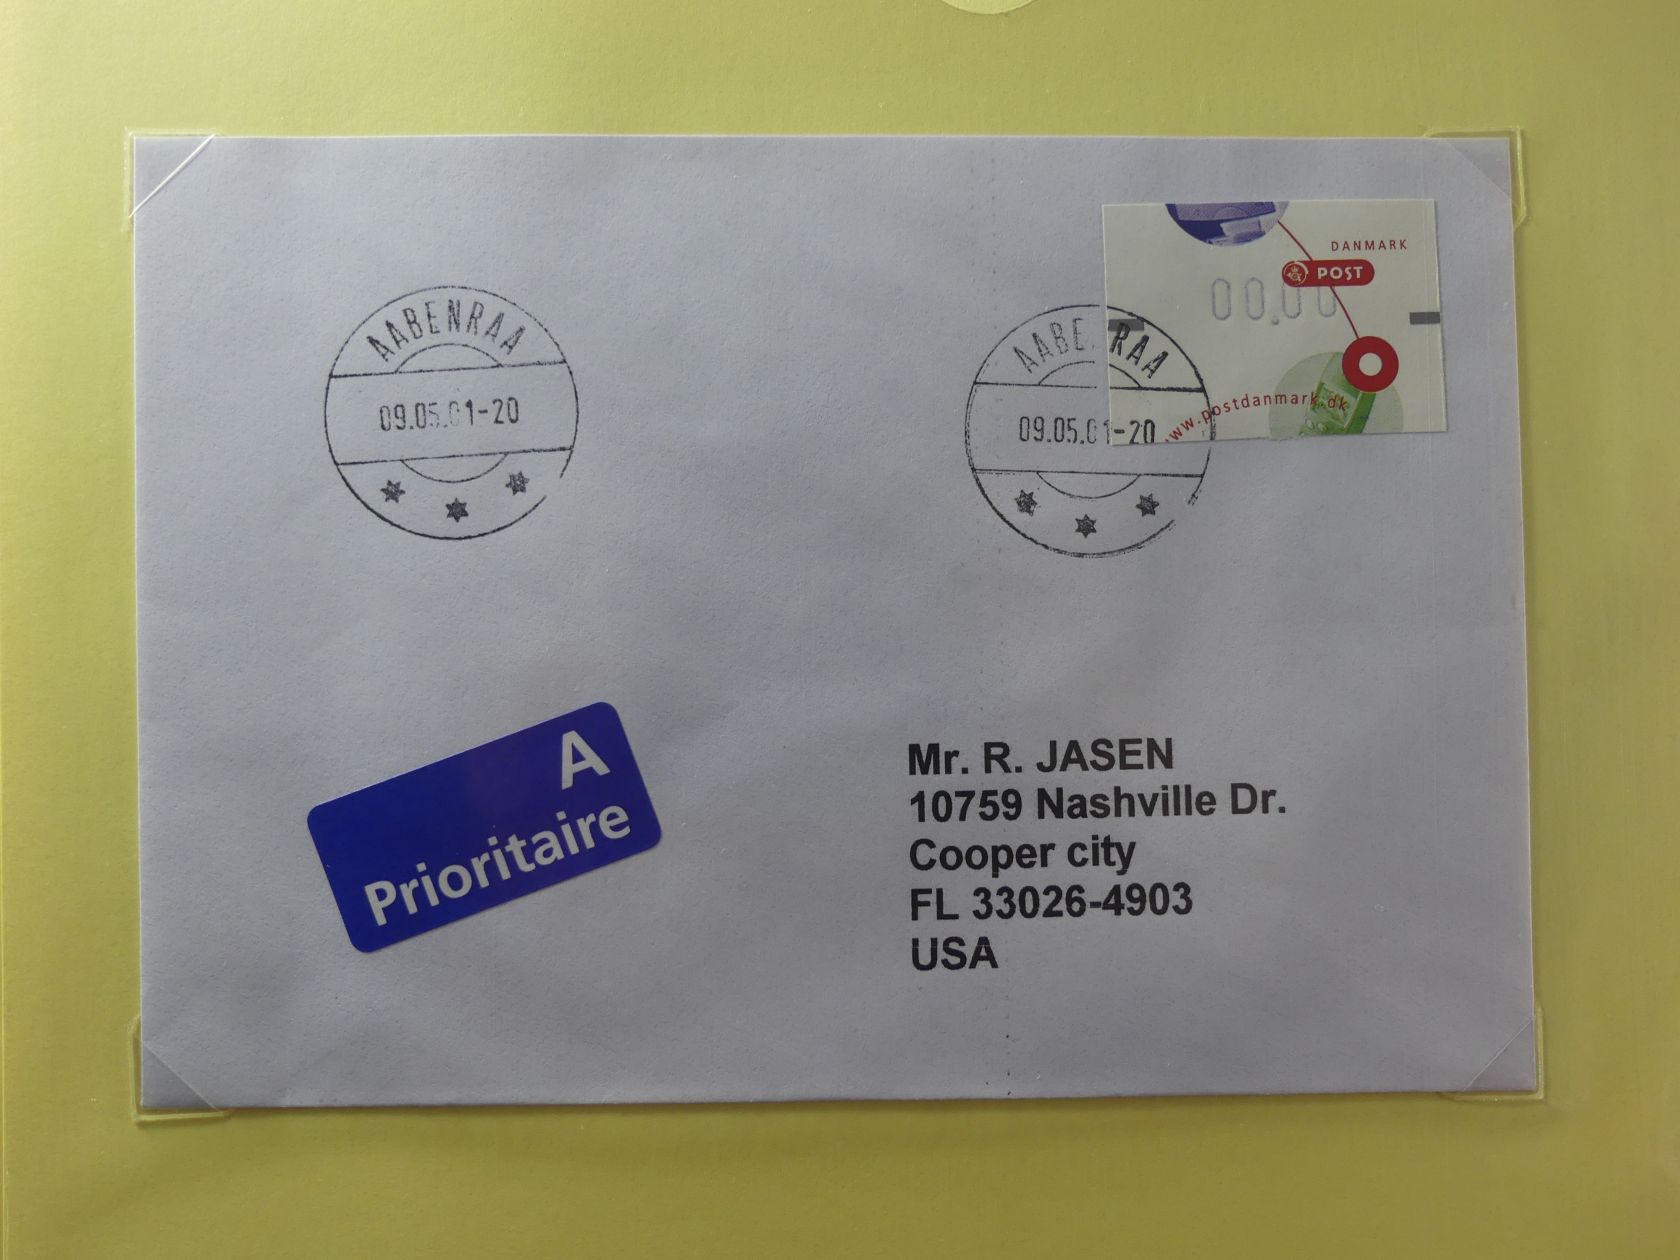 AABENRAA
09.05.01-20
AABE RAA
09.05.01-20
DANMARK
POST
00.00
www.postdanmark.dk
A
Prioritaire
Mr. R. JASEN
10759 Nashville Dr.
Cooper city
FL 33026-4903
USA